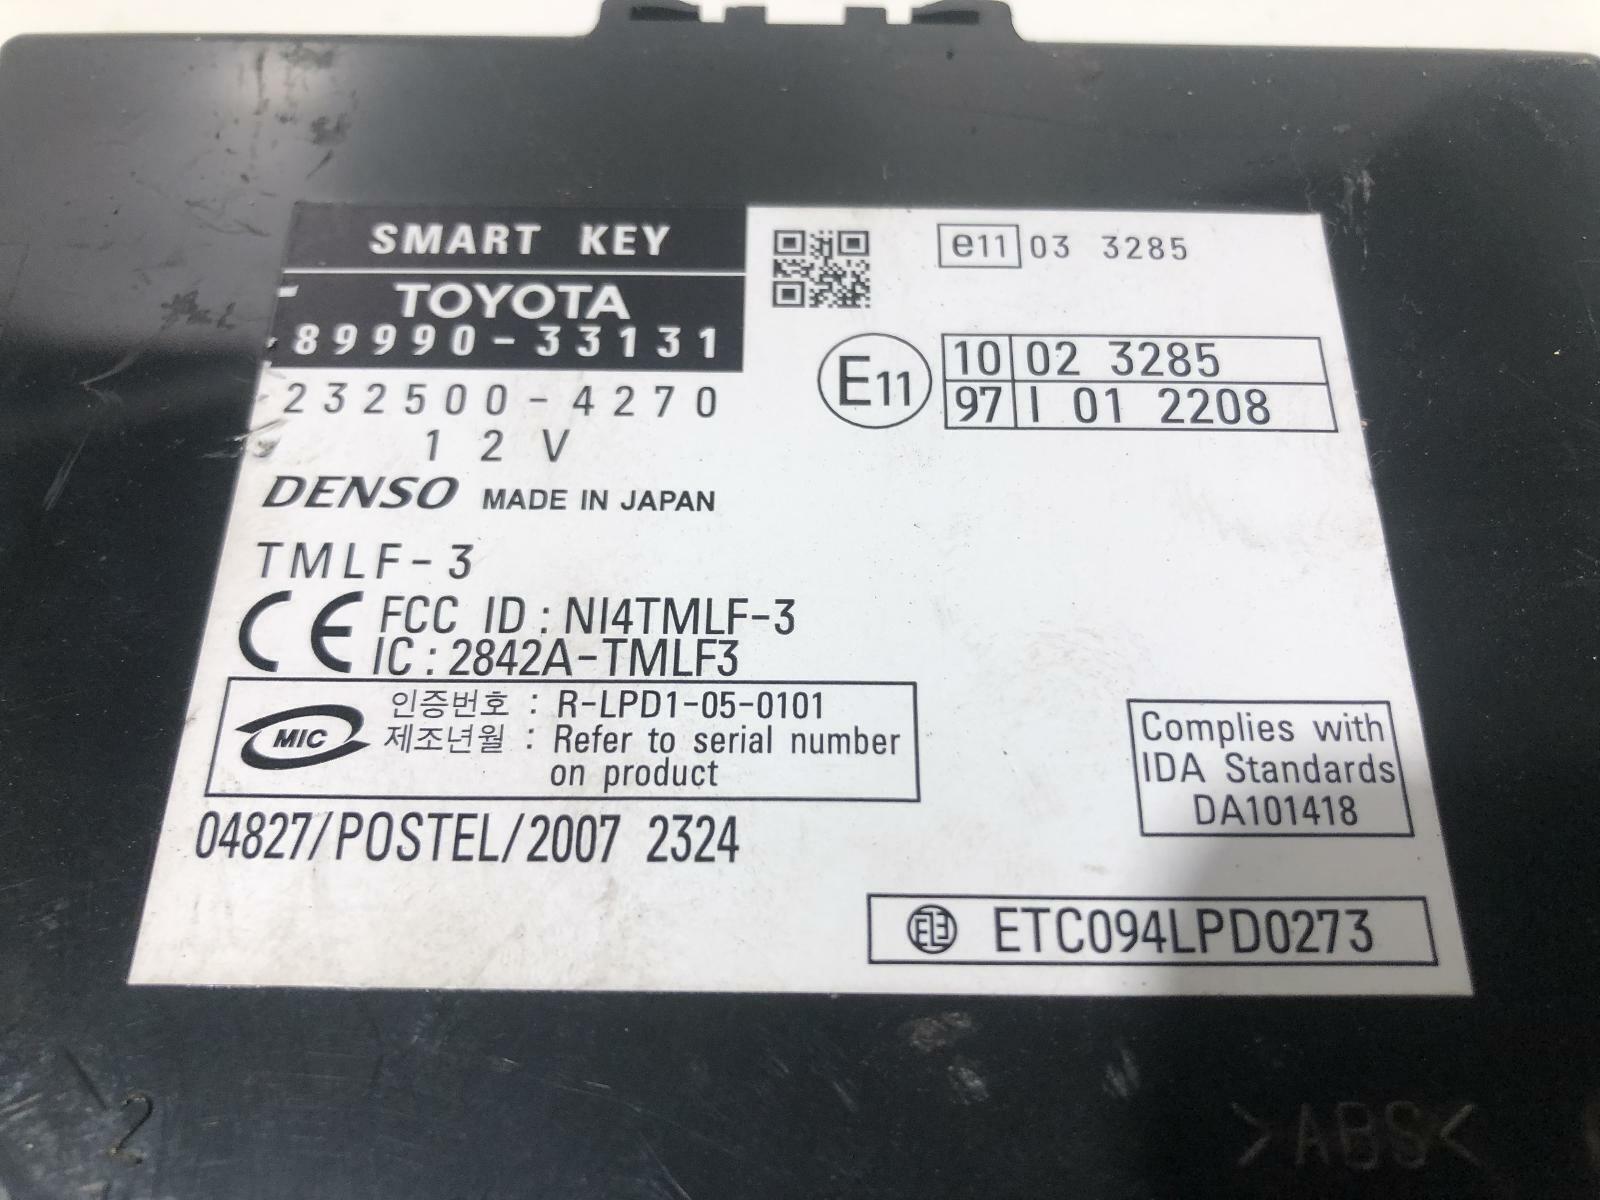 SMART KEY
TOYOTA
89990-33131
232500-4270
12V
DENSO MADE IN JAPAN
TMLF-3
CE FCC ID : NI4TMLF-3
IC : 2842A-TMLF3
MIC 인증번호 : R-LPD1-05-0101
제조년월 : Refer to serial number
on product
04827/POSTEL/2007 2324
e11 03 3285
E11 10 02 3285
97 I 01 2208
Complies with
IDA Standards
DA101418
ETC094LPD0273
>ABS<
2